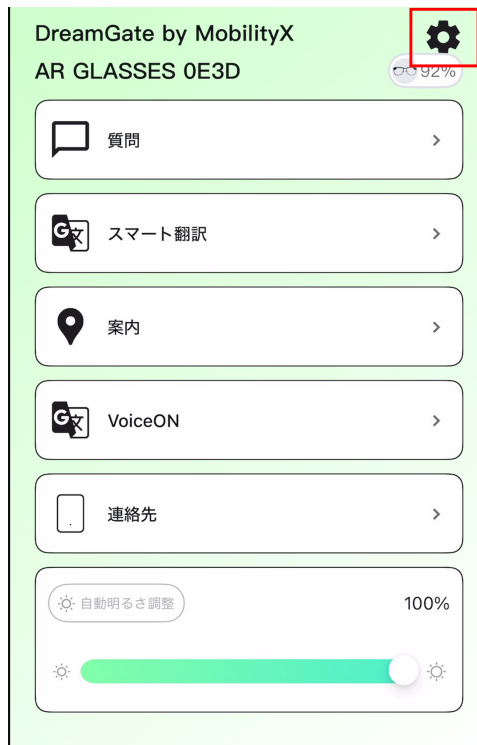 DreamGate by MobilityX
AR GLASSES 0E3D
92%
質問
スマート翻訳
案内
VoiceON
連絡先
自動明るさ調整
100%